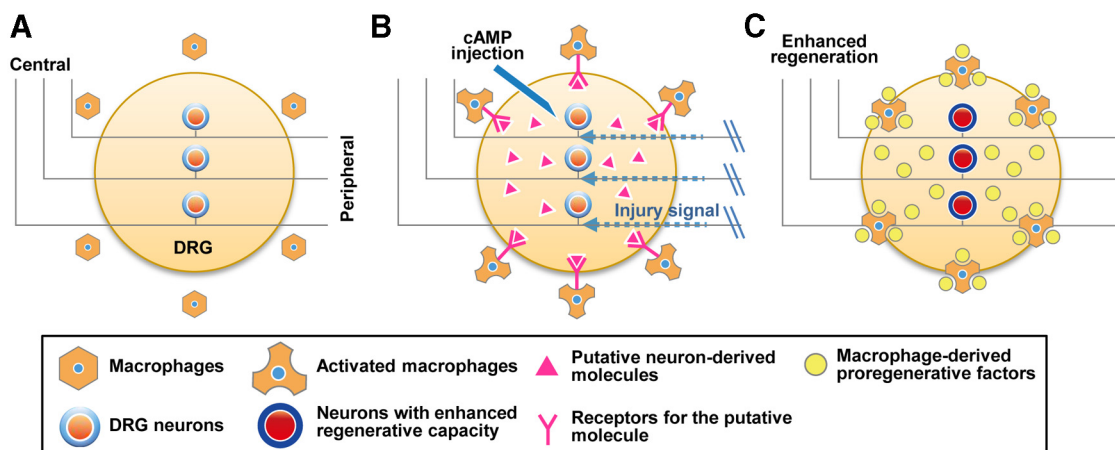 A
Central
DRG
Peripheral
B
cAMP
injection
Injury signal
C
Enhanced
regeneration
Macrophages
Activated macrophages
Putative neuron-derived
molecules
Macrophage-derived
proregenerative factors
DRG neurons
Neurons with enhanced
regenerative capacity
Receptors for the putative
molecule